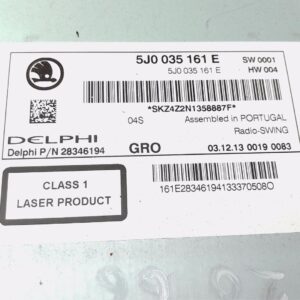 5J0 035 161 E SW 0001
5J0 035 161 E HW 004
*SKZ4Z2N1358887F*
04S Assembled in PORTUGAL
Radio-SWING
DELPHI
Delphi P/N 28346194 GRO 03.12.13 0019 0083
CLASS 1
LASER PRODUCT
161E283461941333705080